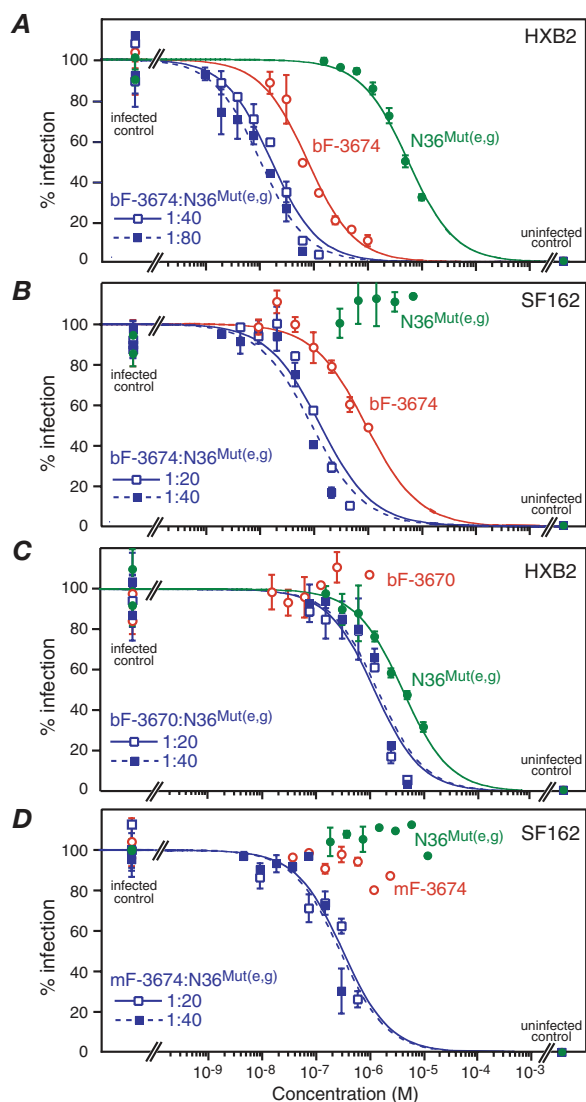 A
HXB2
100
80
60
40
20
0
% infection
infected
control
bF-3674
N36Mut(e,g)
bF-3674:N36Mut(e,g)
1:40
1:80
uninfected
control
B
SF162
100
80
60
40
20
0
% infection
N36Mut(e,g)
infected
control
bF-3674
bF-3674:N36Mut(e,g)
1:20
1:40
uninfected
control
C
HXB2
100
80
60
40
20
0
% infection
bF-3670
infected
control
N36Mut(e,g)
bF-3670:N36Mut(e,g)
1:20
1:40
uninfected
control
D
SF162
100
80
60
40
20
0
% infection
N36Mut(e,g)
mF-3674
infected
control
mF-3674:N36Mut(e,g)
1:20
1:40
uninfected
control
10-9 10-8 10-7 10-6 10-5 10-4 10-3
Concentration (M)